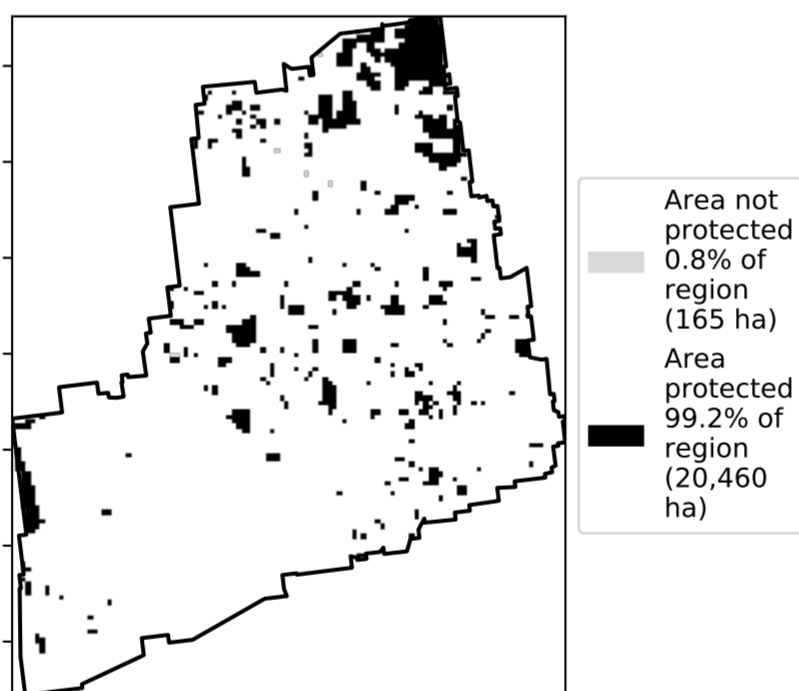 Area not
protected
0.8% of
region
(165 ha)
Area
protected
99.2% of
region
(20,460
ha)